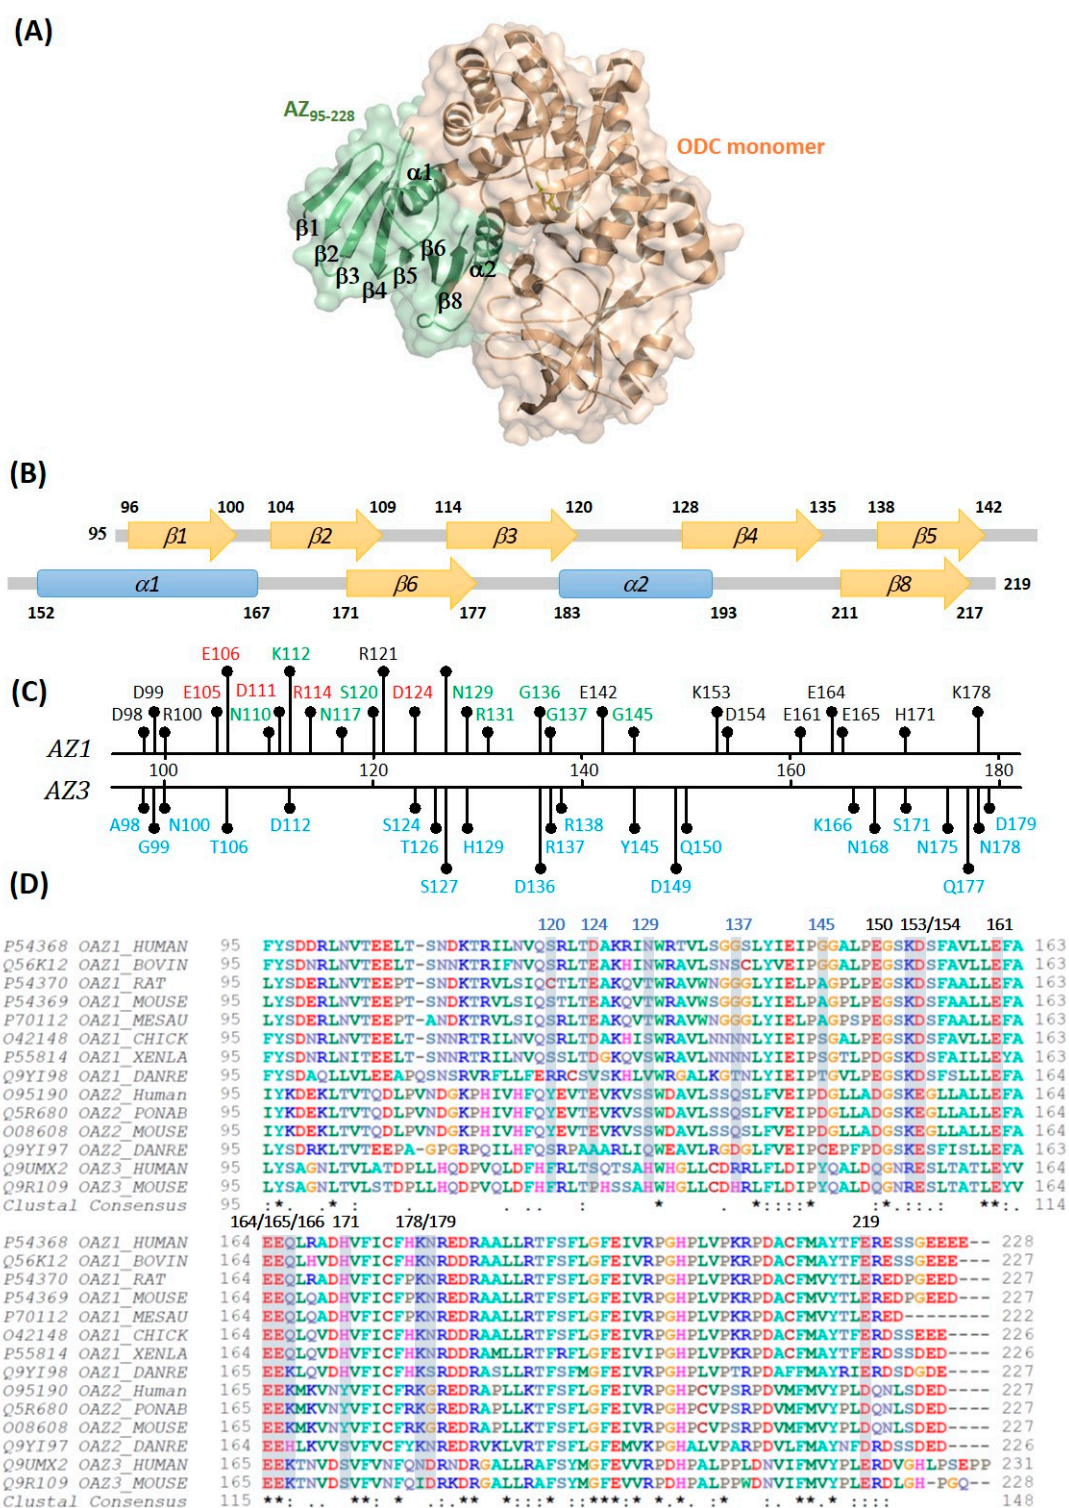 (A)
AZ95-228
ODC monomer
α1
β1
β2
β3
β4
β5
β6
α2
β8
(B)
96 100 104 109 114 120 128 135 138 142
95 β1 β2 β3 β4 β5
α1 β6 α2 β8 219
152 167 171 177 183 193 211 217
(C)
E106 K112 R121
D99 E105 D111 R114 S120 D124 N129 G136 E142 K153 E164 K178
D98 R100 N110 N117 R131 G137 G145 D154 E161 E165 H171
AZ1
100 120 140 160 180
AZ3
A98 N100 D112 S124 R138 K166 S171 D179
G99 T106 T126 H129 R137 Y145 Q150 N168 N175 N178
S127 D136 D149 Q177
(D)
120 124 129 137 145 150 153/154 161
P54368 OAZ1_HUMAN 95 FYSDDRLNVTEELT-SNDKTRILNVQSRLTDAKRINWRTVLSGGSLYIEIPGGALPEGSKDSFAVLLEFA 163
Q56K12 OAZ1_BOVIN 95 FYSDNRLNVTEELT-SNNKTRIFNVQSRLTEAKHINWRAVLSNSCLYVEIPGGALPEGSKDSFAVLLEFA 163
P54370 OAZ1_RAT 95 LYSDERLNVTEEPT-SNDKTRVLSIQCTLTEAKQVTWRAVWNGGGLYIELPAGPLPEGSKDSFAALLEFA 163
P54369 OAZ1_MOUSE 95 LYSDERLNVTEEPT-SNDKTRVLSIQSTLTEAKQVTWRAVWNGGGLYIELPAGPLPEGSKDSFAALLEFA 163
P70112 OAZ1_MESAU 95 LYSDERLNVTEEPT-ANDKTRVLSIQSRLTEAKQVTWRAVWNGGGLYIELPAGPSPEGSKDSFAALLEFA 163
O42148 OAZ1_CHICK 95 LYSDERLNVTEELT-SNNKTRILNVQSRLTEAKHISWRAVLNNNNLYIEIPSGTLPEGSKDSFAVLLEFA 163
P55814 OAZ1_XENLA 95 FYSDNRLNITEELT-SNNRTRILNVQSSLTDGKQVSWRAVLNNNNLYIEIPSGTLPDGSKDSFAILLEFA 163
Q9YI98 OAZ1_DANRE 95 FYSDAQLLVLEEAPQSNSRVRFLLFERRCSVSKHLVWRGALKGTNLYIEIPTGVLPEGSKDSFSLLLEFA 164
O95190 OAZ2_Human 95 IYKDEKLTVTQDLPVNDGKPHIVHFQYEVTEVKVSSWDAVLSSQSLFVEIPDGLLADGSKEGLLALLEFA 164
Q5R680 OAZ2_PONAB 95 IYKDEKLTVTQDLPVNDGKPHIVHFQYEVTEVKVSSWDAVLSSQSLFVEIPDGLLADGSKEGLLALLEFA 164
O08608 OAZ2_MOUSE 95 IYKDEKLTVTQDLPVNDGKPHIVHFQYEVTEVKVSSWDAVLSSQSLFVEIPDGLLADGSKEGLLALLEFA 164
Q9YI97 OAZ2_DANRE 95 LYSDRKLTVTEEPA-GPGRPQILHFQSRPAAARLIQWEAVLRSDGLFVEIPCEPFPDGSKESFISLLEFA 163
Q9UMX2 OAZ3_HUMAN 95 LYSAGNLTVLATDPLLHQDPVQLDFHFRLTSQTSAHWHGLLCDRRLFLDIPYQALDQGNRESLTATLEYV 164
Q9R109 OAZ3_MOUSE 95 LYSAGNLTVLSTDPLLHQDPVQLDFHFRLTPHSSAHWHGLLCDHRLFLDIPYQALDQGNRESLTATLEYV 164
Clustal Consensus 95 114
164/165/166 171 178/179 219
P54368 OAZ1_HUMAN 164 EEQLRADHVFICFHKNREDRAALLRTFSFLGFEIVRPGHPLVPKRPDACFMAYTFERESSGEEEE-- 228
Q56K12 OAZ1_BOVIN 164 EEQLHVDHVFICFHKNREDRAALLRTFSFLGFEIVRPGHPLVPKRPDACFMAYTFERESSGEEE---- 227
P54370 OAZ1_RAT 164 EEQLRADHVFICFPKNREDRAALLRTFSFLGFEIVRPGHPLVPKRPDACFMVYTLEREDPGEED---- 227
P54369 OAZ1_MOUSE 164 EEQLQADHVFICFPKNREDRAALLRTFSFLGFEIVRPGHPLVPKRPDACFMVYTLEREDPGEED---- 227
P70112 OAZ1_MESAU 164 EEQLQADHVFICFPKNREDRAALLRTFSFLGFEIVRPGHPLVPKRPDACFMVYTLERED--------- 222
O42148 OAZ1_CHICK 164 EEQLQVDHVFICFHKNRDDRAALLRTFSFLGFEIVRPGHPLVPKRPDACFMAYTFERDSSEEE----- 226
P55814 OAZ1_XENLA 164 EEQLQVDHVFICFHKNRDDRAMLLRTFRFLGFEIVIPGHPLVPKRPDACFMAYTFERDSSDED----- 226
Q9YI98 OAZ1_DANRE 165 EEKLQVDHVFICFHKSRDDRASLLRTFSFMGFEIVRPGHPLVPTRPDAFFMAYRIERDSDGDE----- 227
O95190 OAZ2_Human 165 EEKMKVNYVFICFRKGREDRAPLLKTFSFLGFEIVRPGHPCVPSRPDVMFMVYPLDQNLSDED----- 227
Q5R680 OAZ2_PONAB 165 EEKMKVNYVFICFRKGREDRAPLLKTFSFLGFEIVRPGHPCVPSRPDVMFMVYPLDQNLSDED----- 227
O08608 OAZ2_MOUSE 165 EEKMKVNYVFICFRKGREDRAPLLKTFSFLGFEIVRPGHPCVPSRPDVMFMVYPLDQNLSDED----- 227
Q9YI97 OAZ2_DANRE 164 EEHLKVVSVFVCFYKNREDRVKLVRTFSFLGFEMVKPGHALVPARPDVLFMAYNFDRDSSDED----- 226
Q9UMX2 OAZ3_HUMAN 165 EEKTNVDSVFVNFQNDRNDRGALLRAFSYMGFEVVRPDHPALPPLDNVIFMVYPLERDVGHLPSEPP 231
Q9R109 OAZ3_MOUSE 165 EEKTNVDSVFVNFQIDRKDRGALLRAFSYMGFEVVRPDHPALPPWDNVIFMVYPLERDLGH-PGQ-- 228
Clustal Consensus 115 148